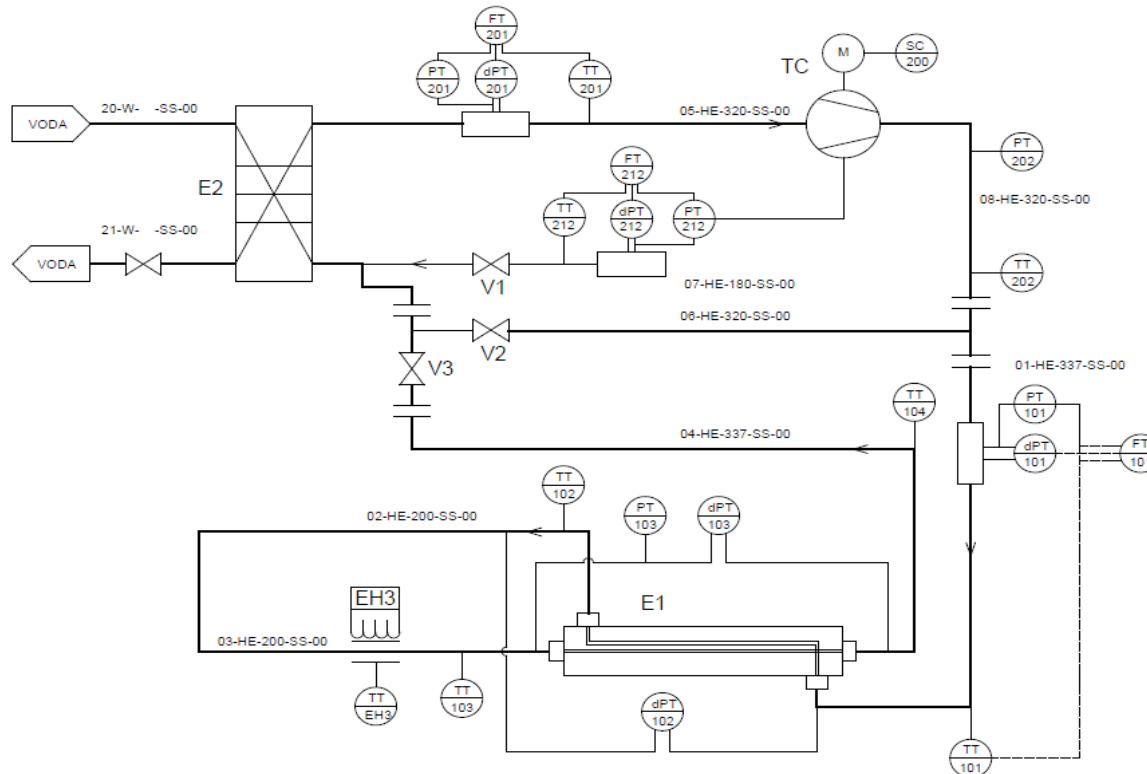 FT
201
M
SC
200
TC
PT
201
dPT
201
TT
201
20-W- -SS-00
VODA
05-HE-320-SS-00
PT
202
FT
212
E2
TT
212
dPT
212
PT
212
08-HE-320-SS-00
21-W- -SS-00
VODA
V1
TT
202
07-HE-180-SS-00
06-HE-320-SS-00
V2
V3
01-HE-337-SS-00
TT
104
PT
101
04-HE-337-SS-00
dPT
101
FT
101
TT
102
02-HE-200-SS-00
PT
103
dPT
103
EH3
E1
03-HE-200-SS-00
TT
EH3
TT
103
dPT
102
TT
101